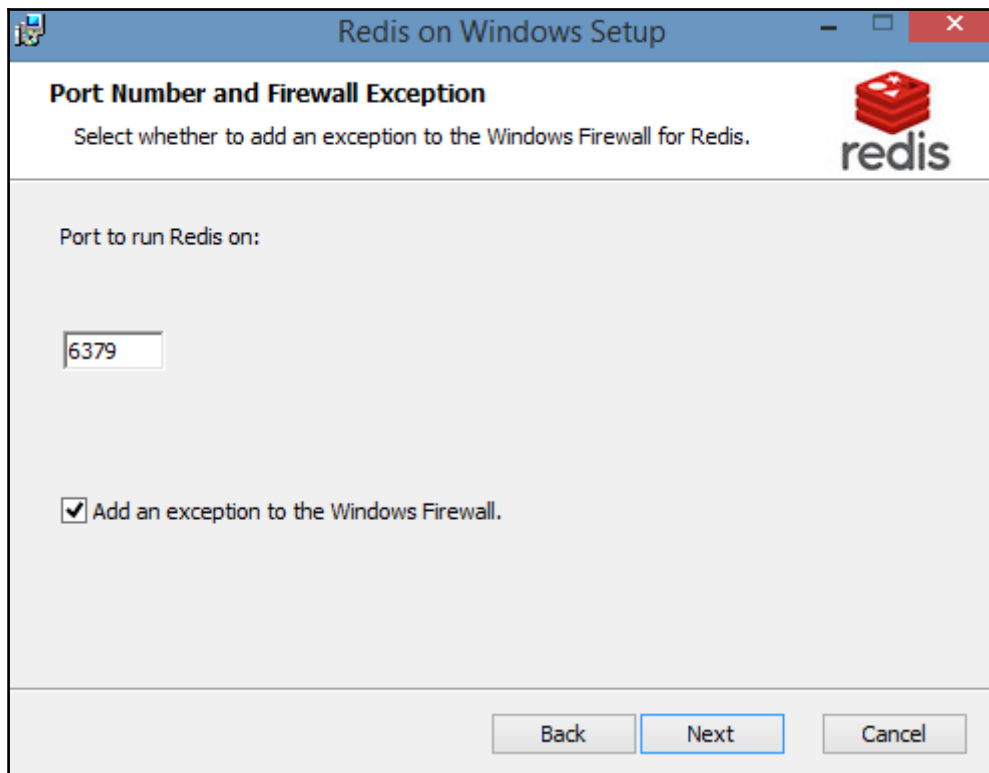 Redis on Windows Setup
Port Number and Firewall Exception
Select whether to add an exception to the Windows Firewall for Redis.
redis
Port to run Redis on:
6379
Add an exception to the Windows Firewall.
Back Next Cancel